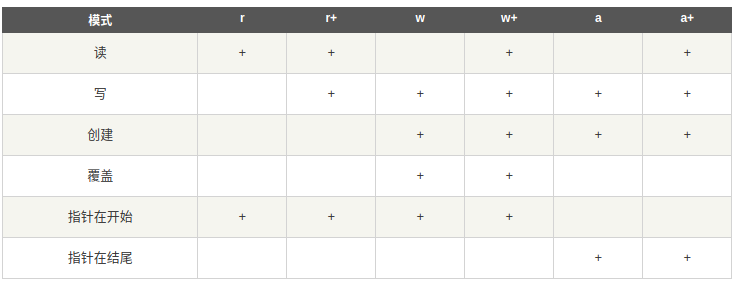 模式 r r+ w w+ a a+
读 + + + +
写 + + + + +
创建 + + + +
覆盖 + +
指针在开始 + + + +
指针在结尾 + +